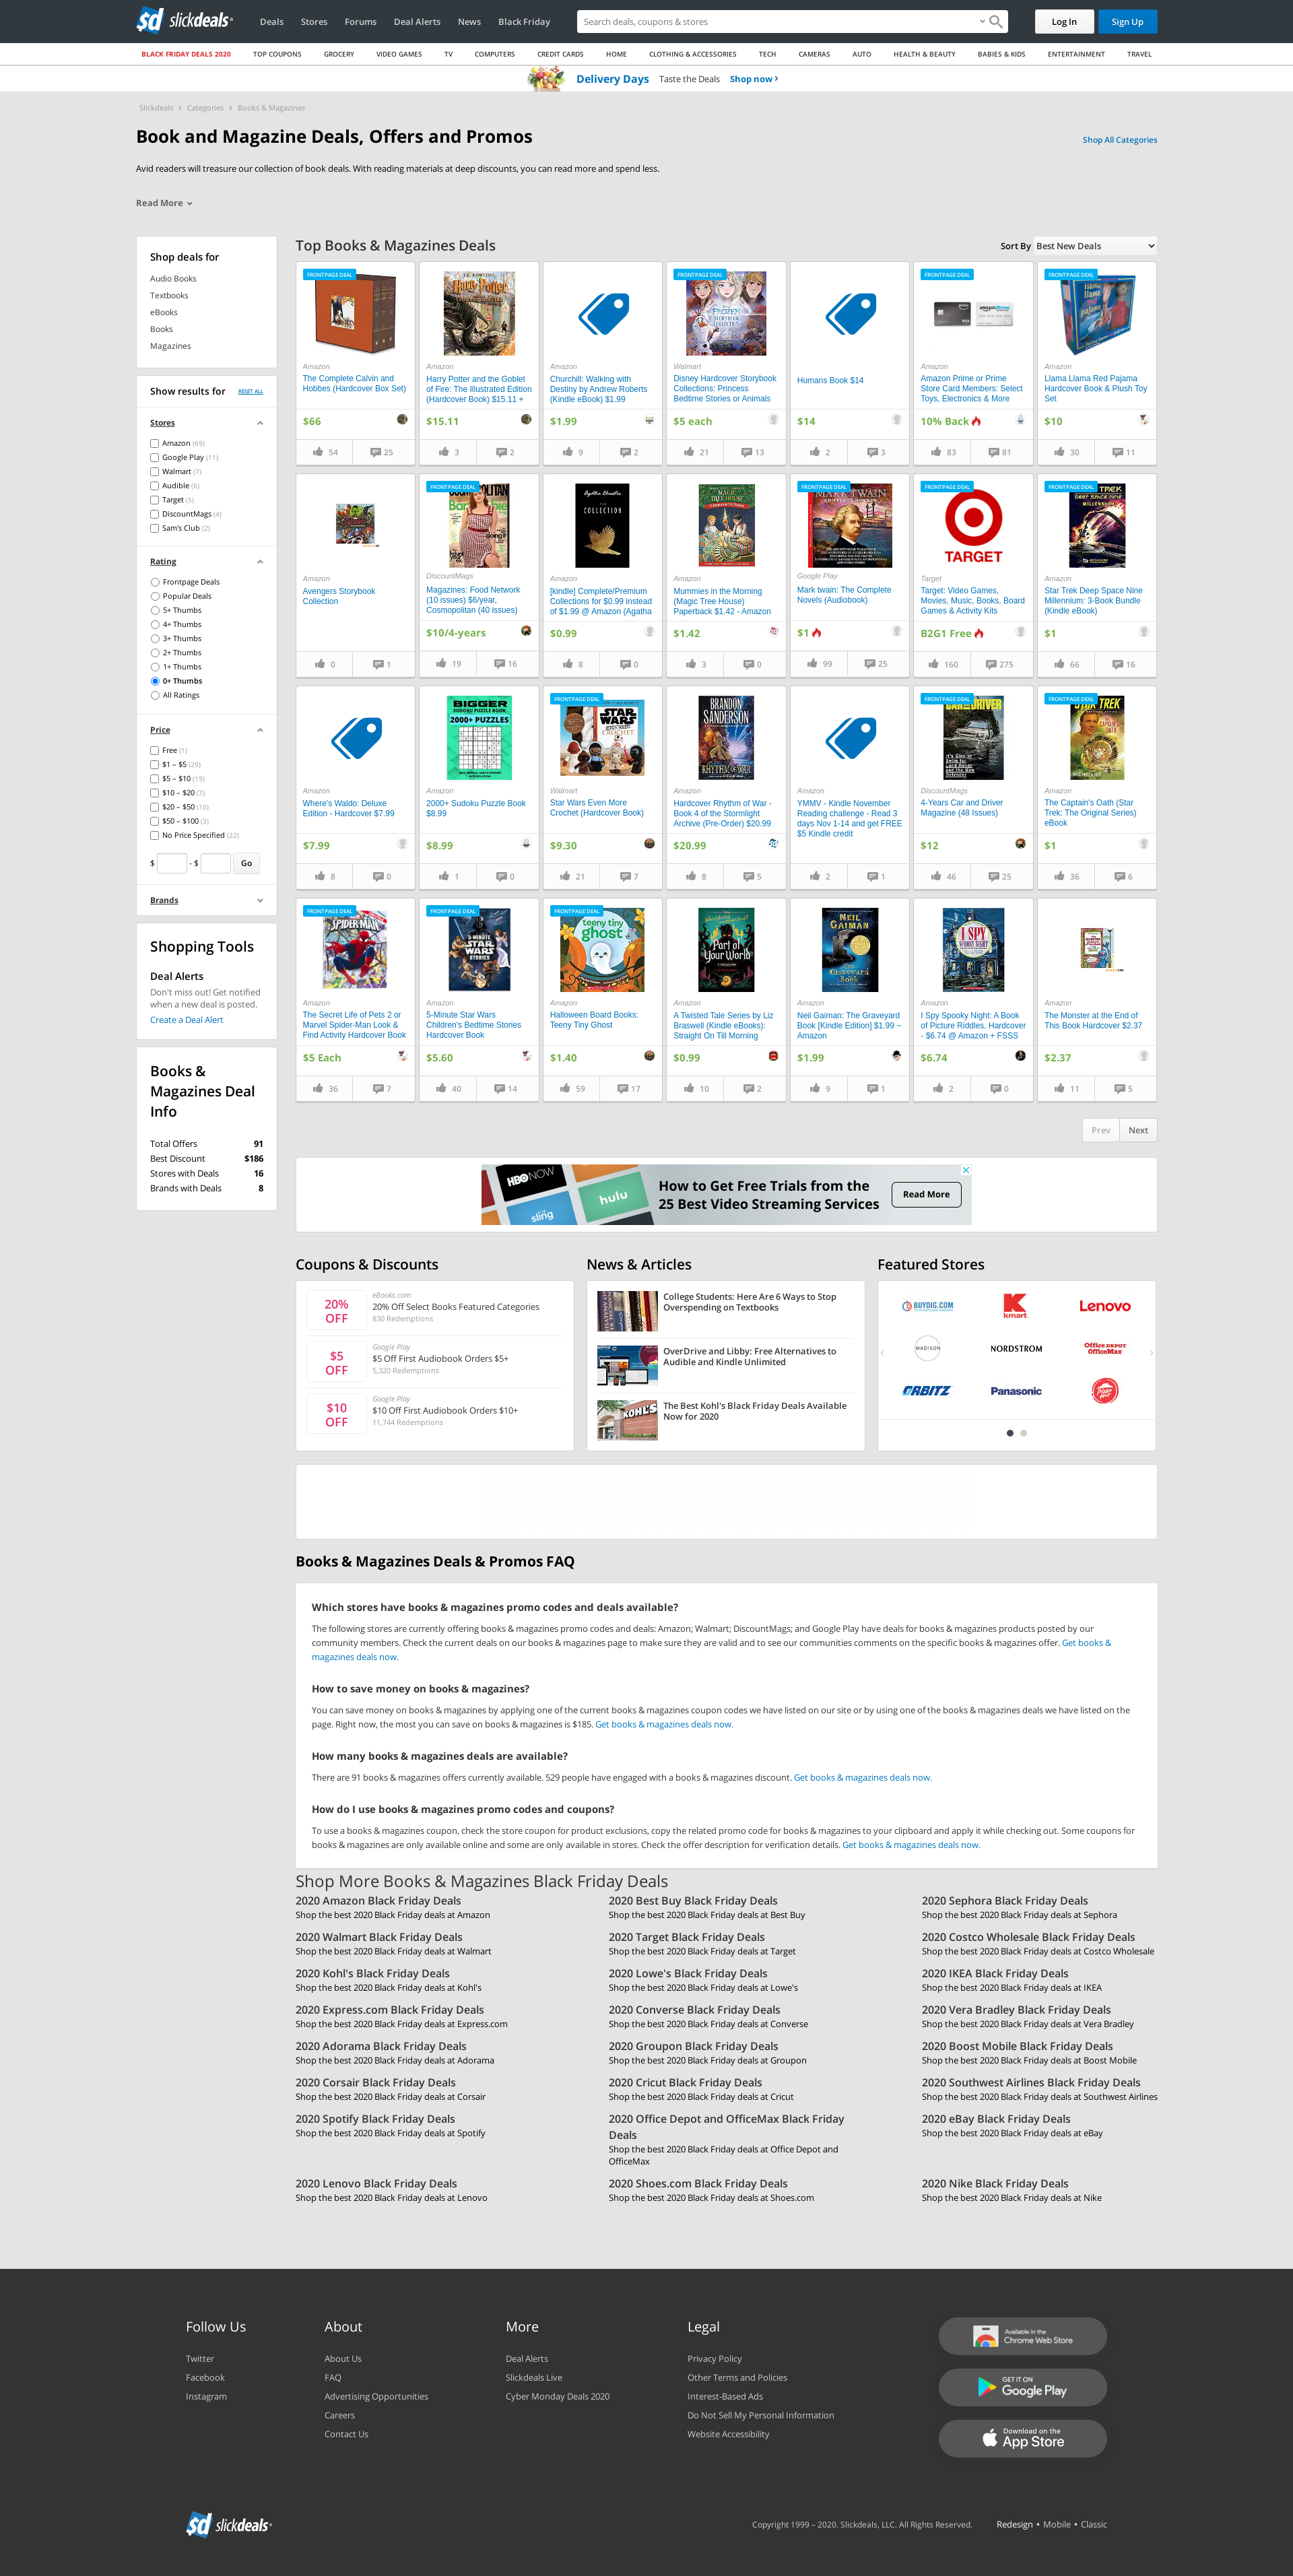 sd slickdeals
Deals Stores Forums Deal Alerts News Black Friday
Search deals, coupons & stores
Log In
Sign Up
BLACK FRIDAY DEALS 2020 TOP COUPONS GROCERY VIDEO GAMES TV COMPUTERS CREDIT CARDS HOME CLOTHING & ACCESSORIES TECH CAMERAS AUTO HEALTH & BEAUTY BABIES & KIDS ENTERTAINMENT TRAVEL
Delivery Days Taste the Deals Shop now ›
Slickdeals › Categories › Books & Magazines
Book and Magazine Deals, Offers and Promos
Shop All Categories
Avid readers will treasure our collection of book deals. With reading materials at deep discounts, you can read more and spend less.
Read More
Shop deals for
Audio Books
Textbooks
eBooks
Books
Magazines
Show results for RESET ALL
Stores
Amazon (69)
Google Play (11)
Walmart (7)
Audible (6)
Target (5)
DiscountMags (4)
Sam's Club (2)
Rating
Frontpage Deals
Popular Deals
5+ Thumbs
4+ Thumbs
3+ Thumbs
2+ Thumbs
1+ Thumbs
0+ Thumbs
All Ratings
Price
Free (1)
$1 – $5 (29)
$5 – $10 (19)
$10 – $20 (7)
$20 – $50 (10)
$50 – $100 (3)
No Price Specified (22)
$ - $ Go
Brands
Shopping Tools
Deal Alerts
Don't miss out! Get notified
when a new deal is posted.
Create a Deal Alert
Books &
Magazines Deal
Info
Total Offers 91
Best Discount $186
Stores with Deals 16
Brands with Deals 8
Top Books & Magazines Deals
Sort By Best New Deals
FRONTPAGE DEAL
Amazon
The Complete Calvin and
Hobbes (Hardcover Box Set)
$66
54 25
Amazon
Harry Potter and the Goblet
of Fire: The Illustrated Edition
(Hardcover Book) $15.11 +
$15.11
3 2
Amazon
Churchill: Walking with
Destiny by Andrew Roberts
(Kindle eBook) $1.99
$1.99
9 2
FRONTPAGE DEAL
Walmart
Disney Hardcover Storybook
Collections: Princess
Bedtime Stories or Animals
$5 each
21 13
Humans Book $14
$14
2 3
FRONTPAGE DEAL
Amazon
Amazon Prime or Prime
Store Card Members: Select
Toys, Electronics & More
10% Back
83 81
FRONTPAGE DEAL
Amazon
Llama Llama Red Pajama
Hardcover Book & Plush Toy
Set
$10
30 11
Amazon
Avengers Storybook
Collection
0 1
FRONTPAGE DEAL
DiscountMags
Magazines: Food Network
(10 issues) $6/year,
Cosmopolitan (40 issues)
$10/4-years
19 16
Agatha Christie
COLLECTION
Amazon
[kindle] Complete/Premium
Collections for $0.99 instead
of $1.99 @ Amazon (Agatha
$0.99
8 0
MAGIC TREE HOUSE
Amazon
Mummies in the Morning
(Magic Tree House)
Paperback $1.42 - Amazon
$1.42
3 0
FRONTPAGE DEAL
MARK TWAIN
Google Play
Mark twain: The Complete
Novels (Audiobook)
$1
99 25
FRONTPAGE DEAL
TARGET
Target
Target: Video Games,
Movies, Music, Books, Board
Games & Activity Kits
B2G1 Free
160 275
FRONTPAGE DEAL
MILLENNIUM
Amazon
Star Trek Deep Space Nine
Millennium: 3-Book Bundle
(Kindle eBook)
$1
66 16
Amazon
Where's Waldo: Deluxe
Edition - Hardcover $7.99
$7.99
8 0
BIGGER
SUDOKU PUZZLE BOOK
2000+ PUZZLES
Amazon
2000+ Sudoku Puzzle Book
$8.99
$8.99
1 0
FRONTPAGE DEAL
STAR WARS
CROCHET
Walmart
Star Wars Even More
Crochet (Hardcover Book)
$9.30
21 7
BRANDON
SANDERSON
RHYTHM OF WAR
Amazon
Hardcover Rhythm of War -
Book 4 of the Stormlight
Archive (Pre-Order) $20.99
$20.99
8 5
Amazon
YMMV - Kindle November
Reading challenge - Read 3
days Nov 1-14 and get FREE
$5 Kindle credit
2 1
FRONTPAGE DEAL
DiscountMags
4-Years Car and Driver
Magazine (48 Issues)
$12
46 25
FRONTPAGE DEAL
Amazon
The Captain's Oath (Star
Trek: The Original Series)
eBook
$1
36 6
FRONTPAGE DEAL
SPIDER-MAN
Amazon
The Secret Life of Pets 2 or
Marvel Spider-Man Look &
Find Activity Hardcover Book
$5 Each
36 7
FRONTPAGE DEAL
5-MINUTE
STAR WARS
STORIES
Amazon
5-Minute Star Wars
Children's Bedtime Stories
Hardcover Book
$5.60
40 14
FRONTPAGE DEAL
teeny tiny
ghost
Amazon
Halloween Board Books:
Teeny Tiny Ghost
$1.40
59 17
Part of
Your World
Amazon
A Twisted Tale Series by Liz
Braswell (Kindle eBooks):
Straight On Till Morning
$0.99
10 2
NEIL
GAIMAN
The
Graveyard
Book
Amazon
Neil Gaiman: The Graveyard
Book [Kindle Edition] $1.99 ~
Amazon
$1.99
9 1
I SPY
SPOOKY NIGHT
Amazon
I Spy Spooky Night: A Book
of Picture Riddles, Hardcover
- $6.74 @ Amazon + FSSS
$6.74
2 0
Amazon
The Monster at the End of
This Book Hardcover $2.37
$2.37
11 5
Prev Next
HBO NOW
hulu
sling
How to Get Free Trials from the
25 Best Video Streaming Services
Read More
Coupons & Discounts
20%
OFF
eBooks.com
20% Off Select Books Featured Categories
830 Redemptions
$5
OFF
Google Play
$5 Off First Audiobook Orders $5+
5,320 Redemptions
$10
OFF
Google Play
$10 Off First Audiobook Orders $10+
11,744 Redemptions
News & Articles
College Students: Here Are 6 Ways to Stop
Overspending on Textbooks
OverDrive and Libby: Free Alternatives to
Audible and Kindle Unlimited
KOHL'S
The Best Kohl's Black Friday Deals Available
Now for 2020
Featured Stores
BUYDIG.COM kmart Lenovo
MADISON NORDSTROM Office DEPOT OfficeMax
ORBITZ Panasonic Pizza Hut
Books & Magazines Deals & Promos FAQ
Which stores have books & magazines promo codes and deals available?
The following stores are currently offering books & magazines promo codes and deals: Amazon; Walmart; DiscountMags; and Google Play have deals for books & magazines products posted by our
community members. Check the current deals on our books & magazines page to make sure they are valid and to see our communities comments on the specific books & magazines offer. Get books &
magazines deals now.
How to save money on books & magazines?
You can save money on books & magazines by applying one of the current books & magazines coupon codes we have listed on our site or by using one of the books & magazines deals we have listed on the
page. Right now, the most you can save on books & magazines is $185. Get books & magazines deals now.
How many books & magazines deals are available?
There are 91 books & magazines offers currently available. 529 people have engaged with a books & magazines discount. Get books & magazines deals now.
How do I use books & magazines promo codes and coupons?
To use a books & magazines coupon, check the store coupon for product exclusions, copy the related promo code for books & magazines to your clipboard and apply it while checking out. Some coupons for
books & magazines are only available online and some are only available in stores. Check the offer description for verification details. Get books & magazines deals now.
Shop More Books & Magazines Black Friday Deals
2020 Amazon Black Friday Deals
Shop the best 2020 Black Friday deals at Amazon
2020 Best Buy Black Friday Deals
Shop the best 2020 Black Friday deals at Best Buy
2020 Sephora Black Friday Deals
Shop the best 2020 Black Friday deals at Sephora
2020 Walmart Black Friday Deals
Shop the best 2020 Black Friday deals at Walmart
2020 Target Black Friday Deals
Shop the best 2020 Black Friday deals at Target
2020 Costco Wholesale Black Friday Deals
Shop the best 2020 Black Friday deals at Costco Wholesale
2020 Kohl's Black Friday Deals
Shop the best 2020 Black Friday deals at Kohl's
2020 Lowe's Black Friday Deals
Shop the best 2020 Black Friday deals at Lowe's
2020 IKEA Black Friday Deals
Shop the best 2020 Black Friday deals at IKEA
2020 Express.com Black Friday Deals
Shop the best 2020 Black Friday deals at Express.com
2020 Converse Black Friday Deals
Shop the best 2020 Black Friday deals at Converse
2020 Vera Bradley Black Friday Deals
Shop the best 2020 Black Friday deals at Vera Bradley
2020 Adorama Black Friday Deals
Shop the best 2020 Black Friday deals at Adorama
2020 Groupon Black Friday Deals
Shop the best 2020 Black Friday deals at Groupon
2020 Boost Mobile Black Friday Deals
Shop the best 2020 Black Friday deals at Boost Mobile
2020 Corsair Black Friday Deals
Shop the best 2020 Black Friday deals at Corsair
2020 Cricut Black Friday Deals
Shop the best 2020 Black Friday deals at Cricut
2020 Southwest Airlines Black Friday Deals
Shop the best 2020 Black Friday deals at Southwest Airlines
2020 Spotify Black Friday Deals
Shop the best 2020 Black Friday deals at Spotify
2020 Office Depot and OfficeMax Black Friday
Deals
Shop the best 2020 Black Friday deals at Office Depot and
OfficeMax
2020 eBay Black Friday Deals
Shop the best 2020 Black Friday deals at eBay
2020 Lenovo Black Friday Deals
Shop the best 2020 Black Friday deals at Lenovo
2020 Shoes.com Black Friday Deals
Shop the best 2020 Black Friday deals at Shoes.com
2020 Nike Black Friday Deals
Shop the best 2020 Black Friday deals at Nike
Follow Us
Twitter
Facebook
Instagram
About
About Us
FAQ
Advertising Opportunities
Careers
Contact Us
More
Deal Alerts
Slickdeals Live
Cyber Monday Deals 2020
Legal
Privacy Policy
Other Terms and Policies
Interest-Based Ads
Do Not Sell My Personal Information
Website Accessibility
Available in the
Chrome Web Store
GET IT ON
Google Play
Download on the
App Store
sd slickdeals
Copyright 1999 – 2020. Slickdeals, LLC. All Rights Reserved.
Redesign • Mobile • Classic